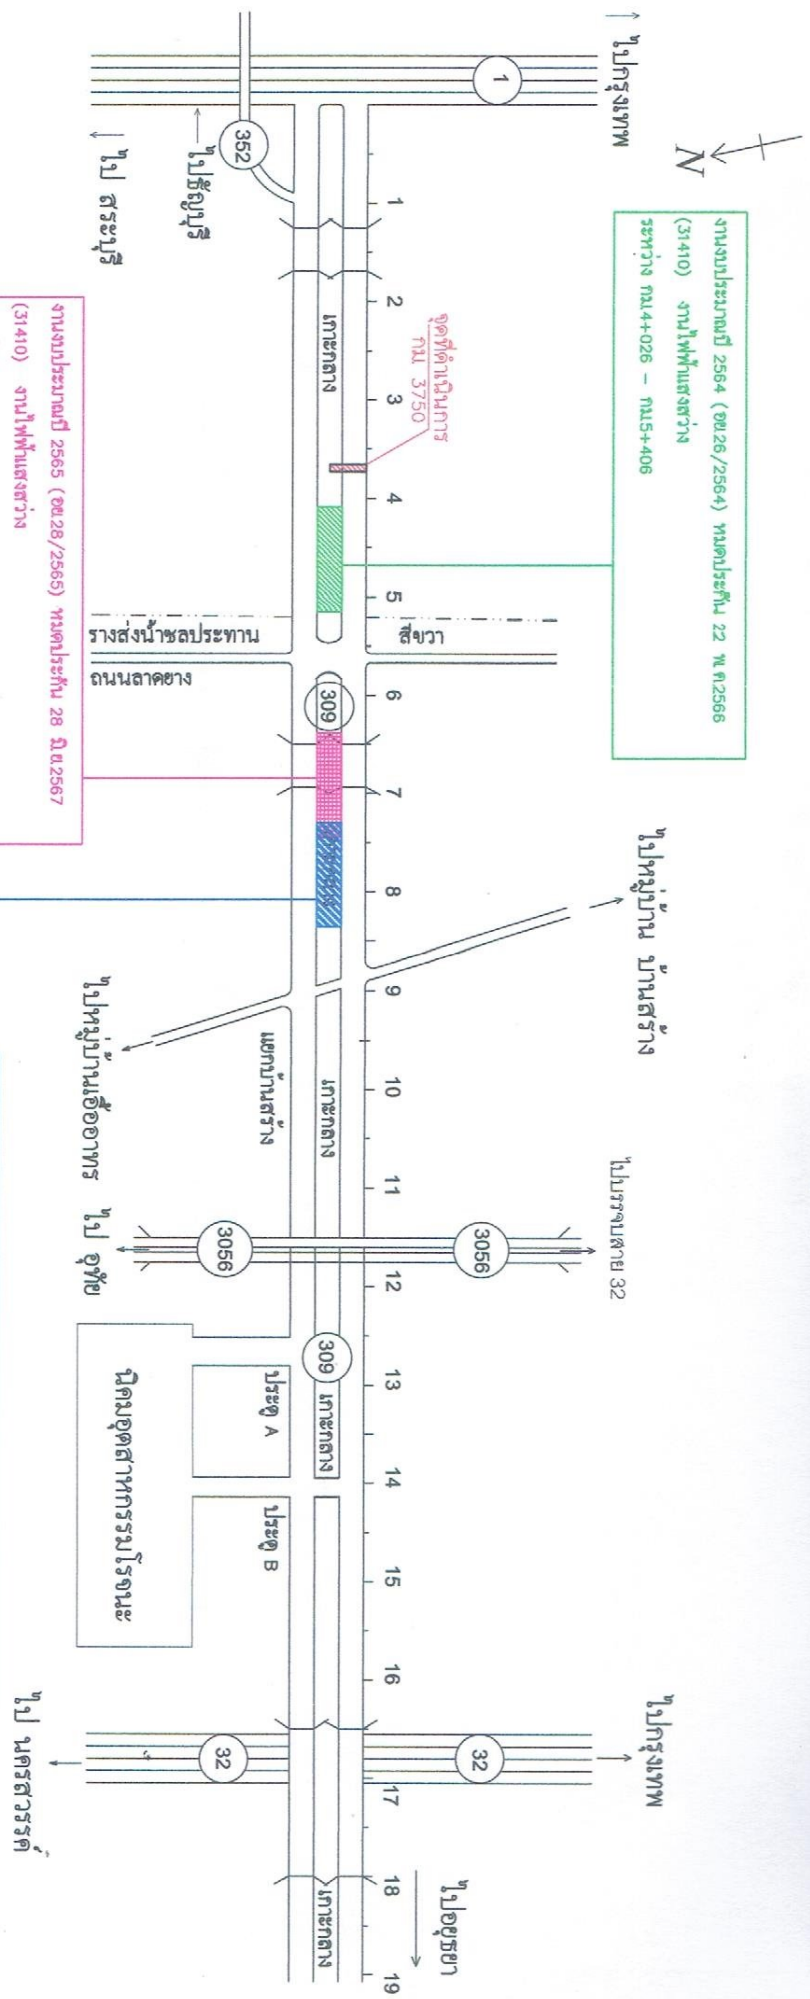 ไปกรุงเทพ
N
1
352
ไปธัญบุรี
ไป สระบุรี
งานงบประมาณปี 2564 (อย.26/2564) หมดประกัน 22 พ.ค.2566
(31410) งานไฟฟ้าแสงสว่าง
ระหว่าง กม.4+026 - กม.5+406
งานงบประมาณปี 2565 (อย.28/2565) หมดประกัน 28 มิ.ย.2567
(31410) งานไฟฟ้าแสงสว่าง
จุดที่ดำเนินการ
กม. 3750
1 2 3 4 5 6 7 8 9 10 11 12 13 14 15 16 17 18 19
เกาะกลาง
สีขวา
รางส่งน้ำชลประทาน
ถนนลาดยาง
309
ไปหมู่บ้าน บ้านสร้าง
ไปหมู่บ้านเอื้ออาทร
แยกบ้านสร้าง
เกาะกลาง
ไปบรรจบสาย 32
3056
3056
ไป อุทัย
309
เกาะกลาง
ประตู A
ประตู B
นิคมอุตสาหกรรมโรจนะ
ไปกรุงเทพ
32
32
ไป นครสวรรค์
ไปอยุธยา
เกาะกลาง